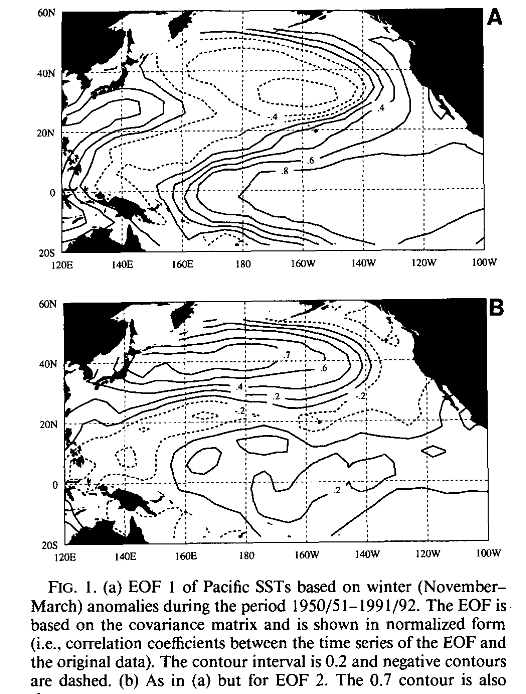 A
60N
40N
20N
0
20S
.4
.4
.6
.8
120E 140E 160E 180 160W 140W 120W 100W
B
60N
40N
20N
0
20S
.7
.6
.4
.2
-.2
-.2
.2
120E 140E 160E 180 160W 140W 120W 100W
FIG. 1. (a) EOF 1 of Pacific SSTs based on winter (November–
March) anomalies during the period 1950/51–1991/92. The EOF is
based on the covariance matrix and is shown in normalized form
(i.e., correlation coefficients between the time series of the EOF and
the original data). The contour interval is 0.2 and negative contours
are dashed. (b) As in (a) but for EOF 2. The 0.7 contour is also